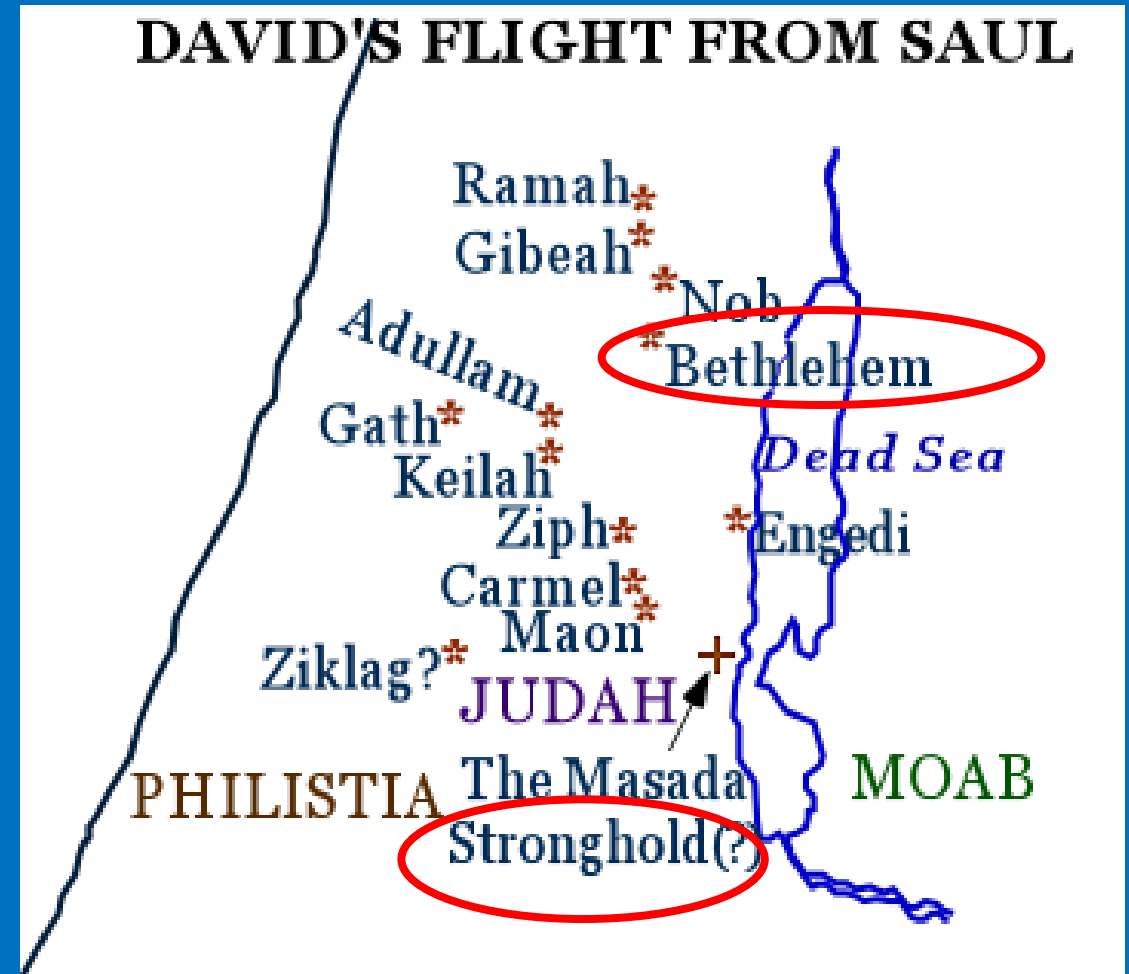 DAVID'S FLIGHT FROM SAUL
Ramah
Gibeah
Nob
Bethlehem
Adullam
Gath
Keilah
Dead Sea
Ziph
Engedi
Carmel
Maon
Ziklag?
JUDAH
PHILISTIA
The Masada
Stronghold(?)
MOAB